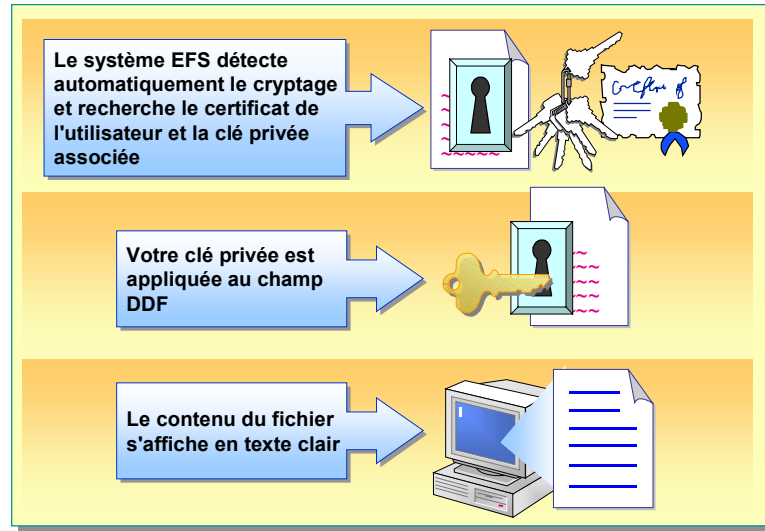 Le système EFS détecte
automatiquement le cryptage
et recherche le certificat de
l'utilisateur et la clé privée
associée
Votre clé privée est
appliquée au champ
DDF
Le contenu du fichier
s'affiche en texte clair